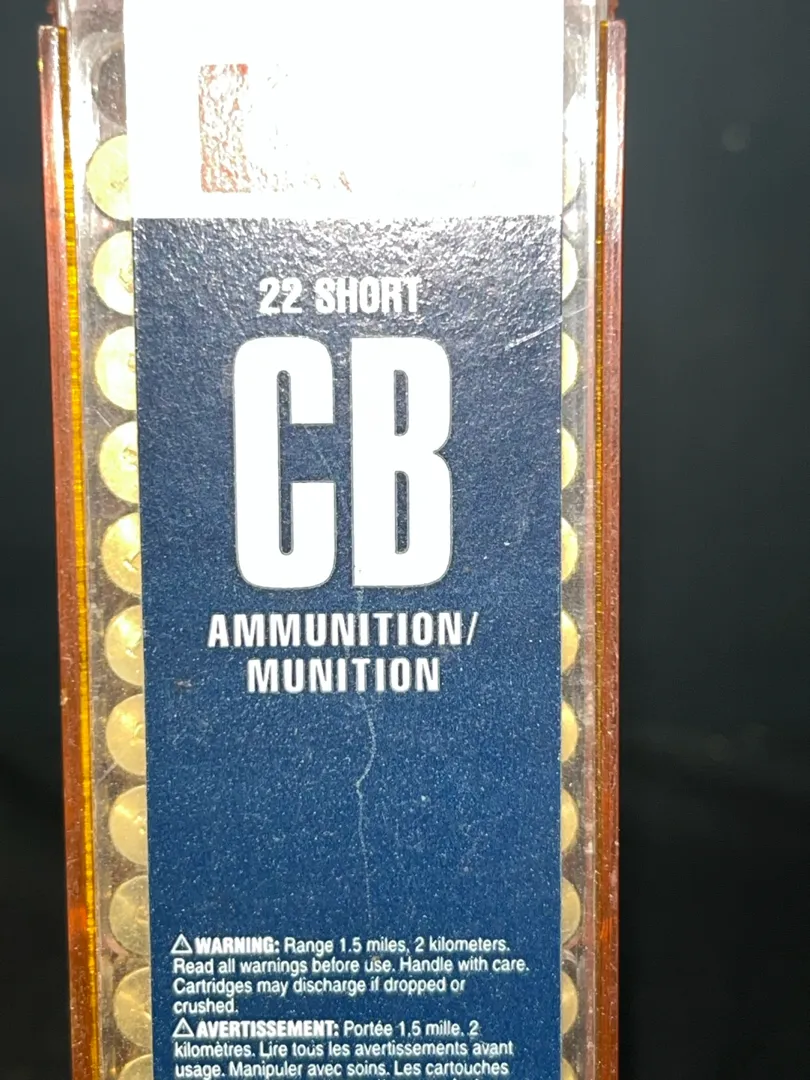 22 SHORT
CB
AMMUNITION/
MUNITION
⚠WARNING: Range 1.5 miles, 2 kilometers.
Read all warnings before use. Handle with care.
Cartridges may discharge if dropped or
crushed.
⚠AVERTISSEMENT: Portée 1.5 mille. 2
kilomètres. Lire tous les avertissements avant
usage. Manipuler avec soins. Les cartouches